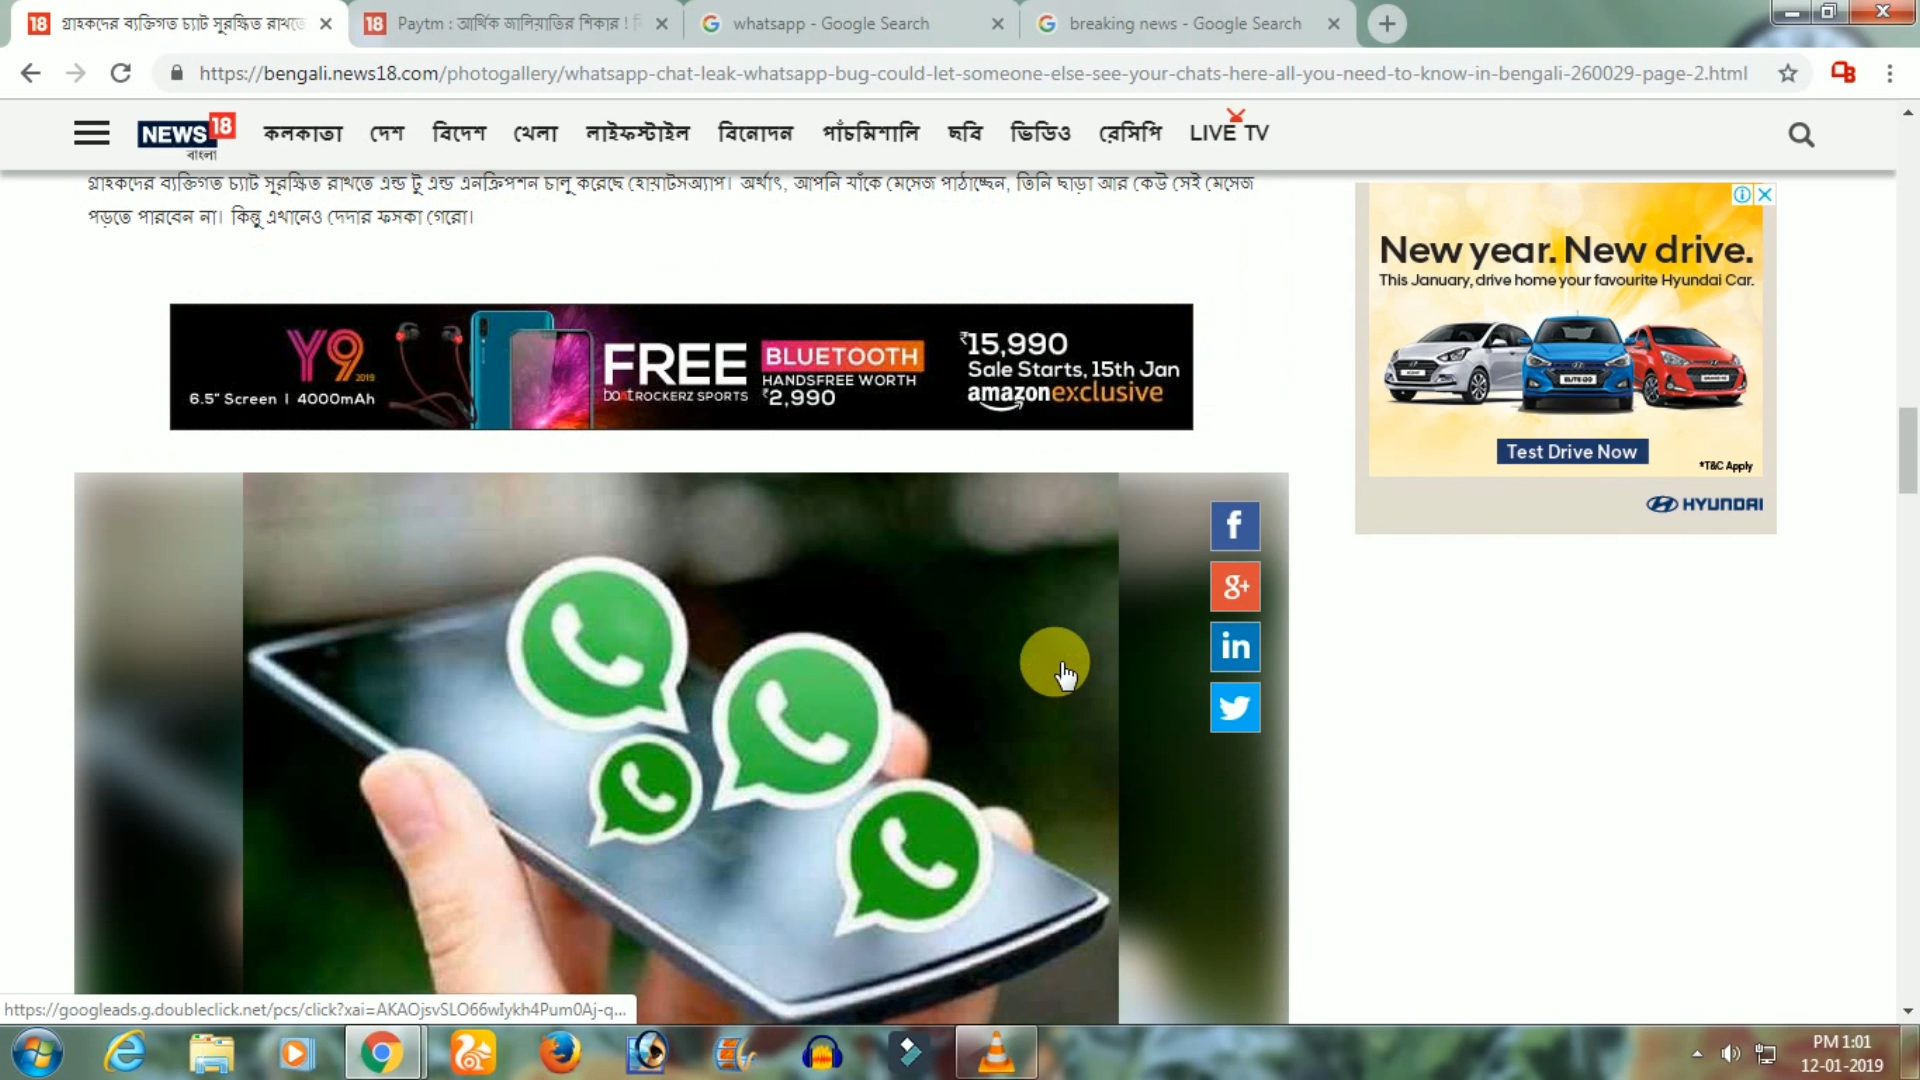 গ্রাহকদের ব্যক্তিগত চ্যাট সুরক্ষিত রাখতে
Paytm : আর্থিক জালিয়াতির শিকার !
whatsapp - Google Search
breaking news - Google Search
https://bengali.news18.com/photogallery/whatsapp-chat-leak-whatsapp-bug-could-let-someone-else-see-your-chats-here-all-you-need-to-know-in-bengali-260029-page-2.html
NEWS 18 বাংলা
কলকাতা দেশ বিদেশ খেলা লাইফস্টাইল বিনোদন পাঁচমিশালি ছবি ভিডিও রেসিপি LIVE TV
গ্রাহকদের ব্যক্তিগত চ্যাট সুরক্ষিত রাখতে এন্ড টু এন্ড এনক্রিপশন চালু করেছে হোয়াটসঅ্যাপ। অর্থাৎ, আপনি যাঁকে মেসেজ পাঠাচ্ছেন, তিনি ছাড়া আর কেউ সেই মেসেজ
পড়তে পারবেন না। কিন্তু এখানেও দেদার ফসকা গেরো।
Y9 2019
6.5" Screen | 4000mAh
FREE
boAt ROCKERZ SPORTS
BLUETOOTH
HANDSFREE WORTH
₹2,990
₹15,990
Sale Starts, 15th Jan
amazonexclusive
New year. New drive.
This January, drive home your favourite Hyundai Car.
Test Drive Now
*T&C Apply
HYUNDAI
f
g+
in
https://googleads.g.doubleclick.net/pcs/click?xai=AKAOjsvSLO66wIykh4Pum0Aj-q...
PM 1:01
12-01-2019